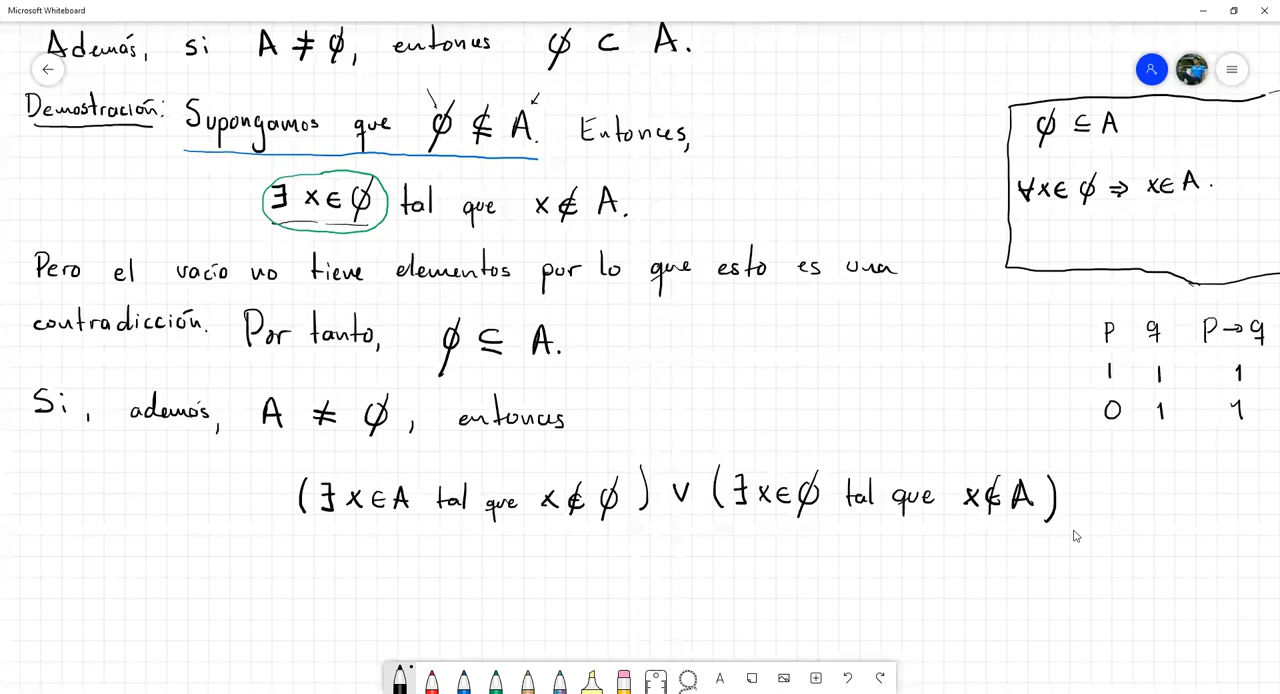 Microsoft Whiteboard
Además, si A ≠ ∅, entonces ∅ ⊂ A.
Demostración: Supongamos que ∅ ⊈ A. Entonces,
∃ x ∈ ∅ tal que x ∉ A.
Pero el vacío no tiene elementos por lo que esto es una
contradicción. Por tanto, ∅ ⊆ A.
Si, además, A ≠ ∅, entonces
(∃ x ∈ A tal que x ∉ ∅) ∨ (∃ x ∈ ∅ tal que x ∉ A)
∅ ⊆ A
∀x ∈ ∅ ⇒ x ∈ A.
p q p → q
1 1 1
0 1 1
A